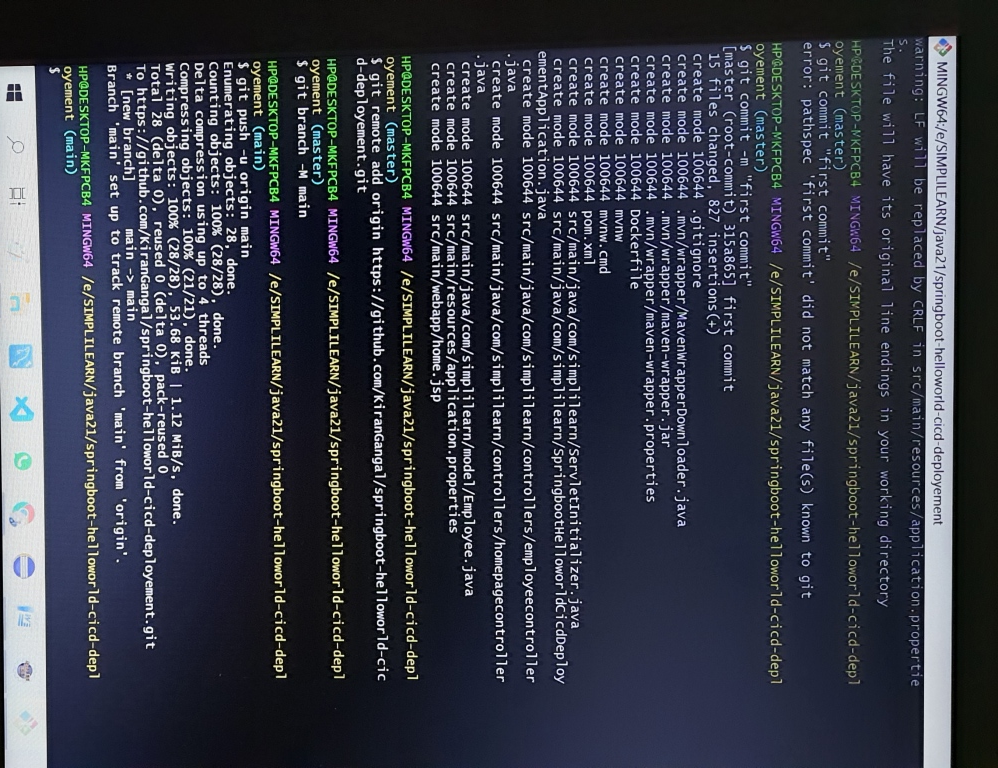 MINGW64:/e/SIMPLILEARN/java21/springboot-helloworld-cicd-deployement
warning: LF will be replaced by CRLF in src/main/resources/application.propertie
s.
The file will have its original line endings in your working directory
HP@DESKTOP-MKFPCB4 MINGW64 /e/SIMPLILEARN/java21/springboot-helloworld-cicd-depl
oyement (master)
$ git commit "first commit"
error: pathspec 'first commit' did not match any file(s) known to git
HP@DESKTOP-MKFPCB4 MINGW64 /e/SIMPLILEARN/java21/springboot-helloworld-cicd-depl
oyement (master)
$ git commit -m "first commit"
[master (root-commit) 315a865] first commit
15 files changed, 827 insertions(+)
create mode 100644 .gitignore
create mode 100644 .mvn/wrapper/MavenWrapperDownloader.java
create mode 100644 .mvn/wrapper/maven-wrapper.jar
create mode 100644 .mvn/wrapper/maven-wrapper.properties
create mode 100644 Dockerfile
create mode 100644 mvnw
create mode 100644 mvnw.cmd
create mode 100644 pom.xml
create mode 100644 src/main/java/com/simplilearn/ServletInitializer.java
create mode 100644 src/main/java/com/simplilearn/SpringbootHelloworldCicdDeploy
ementApplication.java
create mode 100644 src/main/java/com/simplilearn/controllers/employeecontroller
.java
create mode 100644 src/main/java/com/simplilearn/controllers/homepagecontroller
.java
create mode 100644 src/main/java/com/simplilearn/model/Employee.java
create mode 100644 src/main/resources/application.properties
create mode 100644 src/main/webapp/home.jsp
HP@DESKTOP-MKFPCB4 MINGW64 /e/SIMPLILEARN/java21/springboot-helloworld-cicd-depl
oyement (master)
$ git remote add origin https://github.com/KiranGangal/springboot-helloworld-cic
d-deployement.git
HP@DESKTOP-MKFPCB4 MINGW64 /e/SIMPLILEARN/java21/springboot-helloworld-cicd-depl
oyement (master)
$ git branch -M main
HP@DESKTOP-MKFPCB4 MINGW64 /e/SIMPLILEARN/java21/springboot-helloworld-cicd-depl
oyement (main)
$ git push -u origin main
Enumerating objects: 28, done.
Counting objects: 100% (28/28), done.
Delta compression using up to 4 threads
Compressing objects: 100% (21/21), done.
Writing objects: 100% (28/28), 53.68 KiB | 1.12 MiB/s, done.
Total 28 (delta 0), reused 0 (delta 0), pack-reused 0
To https://github.com/KiranGangal/springboot-helloworld-cicd-deployement.git
* [new branch] main -> main
Branch 'main' set up to track remote branch 'main' from 'origin'.
HP@DESKTOP-MKFPCB4 MINGW64 /e/SIMPLILEARN/java21/springboot-helloworld-cicd-depl
oyement (main)
$